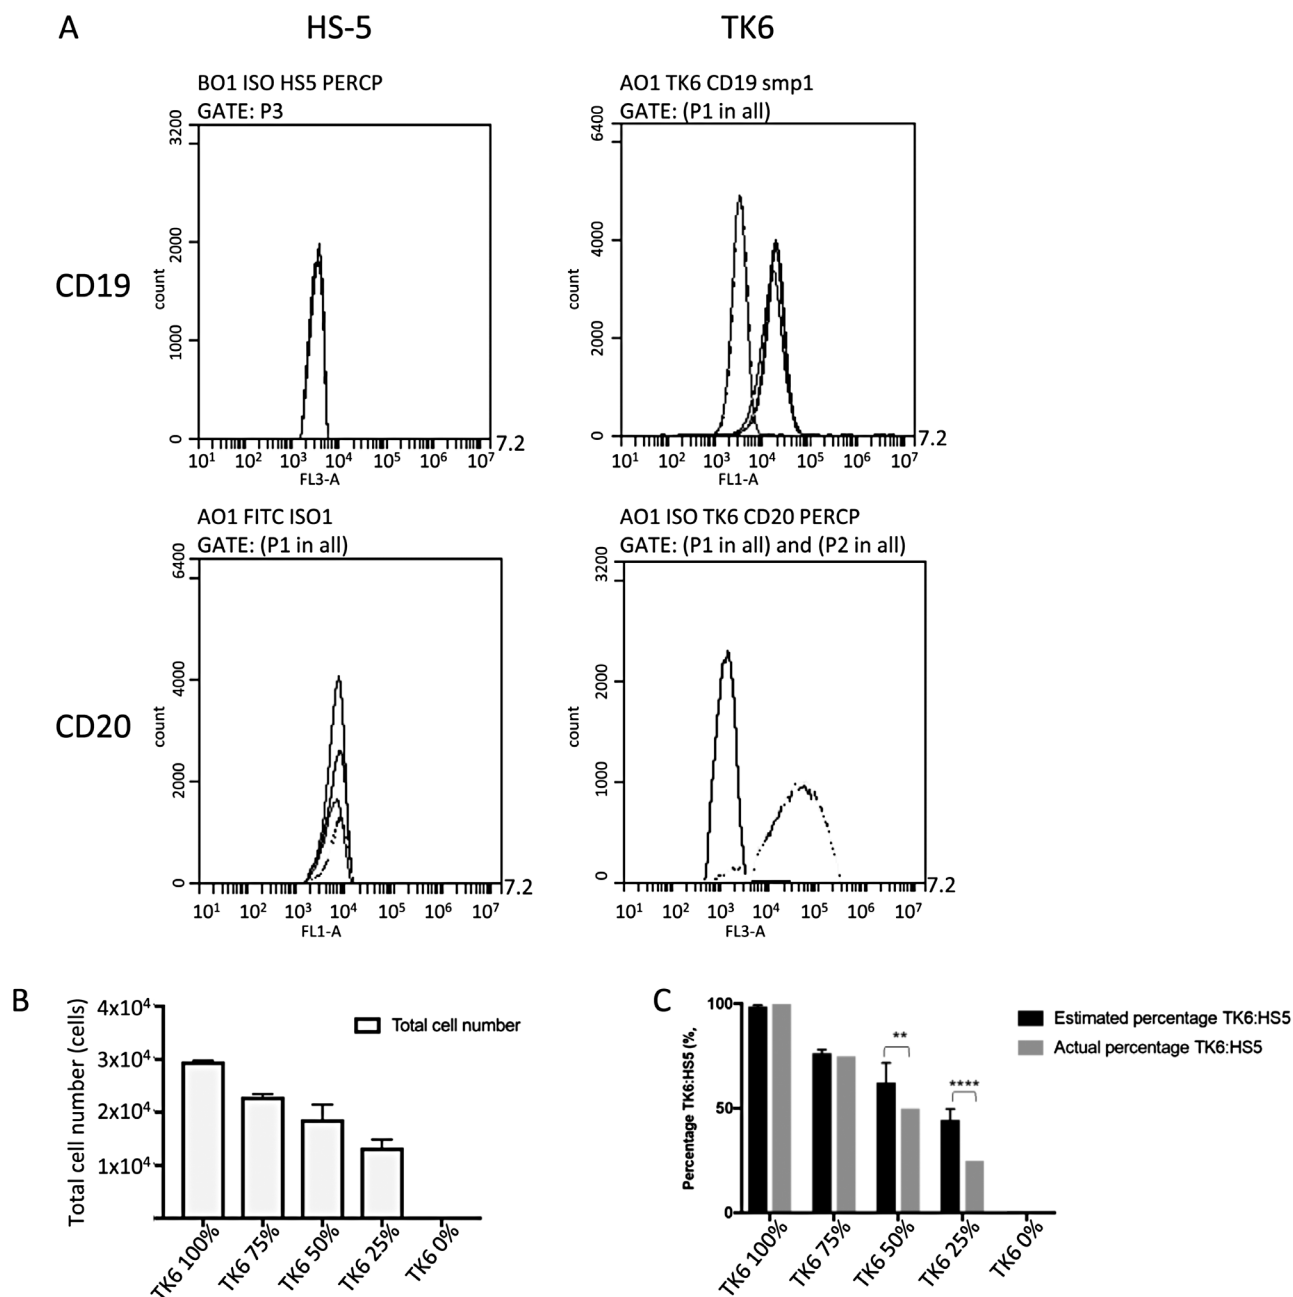 A
HS-5
TK6
BO1 ISO HS5 PERCP
GATE: P3
AO1 TK6 CD19 smp1
GATE: (P1 in all)
CD19
count
3200
2000
1000
0
10¹ 10² 10³ 10⁴ 10⁵ 10⁶ 10⁷ 7.2
FL3-A
count
6400
4000
2000
0
10¹ 10² 10³ 10⁴ 10⁵ 10⁶ 10⁷ 7.2
FL1-A
AO1 FITC ISO1
GATE: (P1 in all)
AO1 ISO TK6 CD20 PERCP
GATE: (P1 in all) and (P2 in all)
CD20
count
6400
4000
2000
0
10¹ 10² 10³ 10⁴ 10⁵ 10⁶ 10⁷ 7.2
FL1-A
count
3200
2000
1000
0
10¹ 10² 10³ 10⁴ 10⁵ 10⁶ 10⁷ 7.2
FL3-A
B
Total cell number (cells)
4x10⁴
3x10⁴
2x10⁴
1x10⁴
Total cell number
TK6 100%
TK6 75%
TK6 50%
TK6 25%
TK6 0%
C
Percentage TK6:HS5 (%,
100
50
0
**
****
Estimated percentage TK6:HS5
Actual percentage TK6:HS5
TK6 100%
TK6 75%
TK6 50%
TK6 25%
TK6 0%